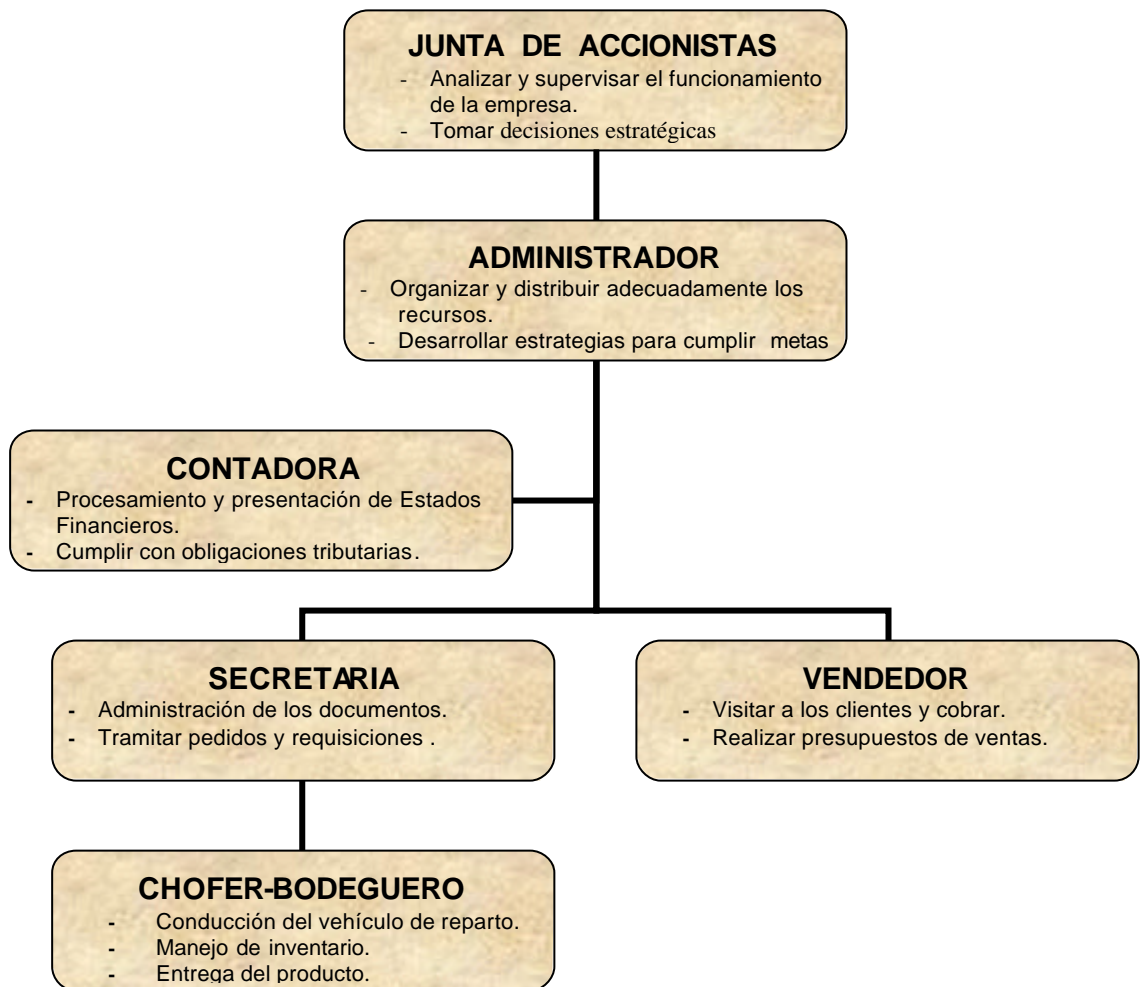 JUNTA DE ACCIONISTAS
- Analizar y supervisar el funcionamiento
de la empresa.
- Tomar decisiones estratégicas
ADMINISTRADOR
- Organizar y distribuir adecuadamente los
recursos.
- Desarrollar estrategias para cumplir metas
CONTADORA
- Procesamiento y presentación de Estados
Financieros.
- Cumplir con obligaciones tributarias.
SECRETARIA
- Administración de los documentos.
- Tramitar pedidos y requisiciones .
VENDEDOR
- Visitar a los clientes y cobrar.
- Realizar presupuestos de ventas.
CHOFER-BODEGUERO
- Conducción del vehículo de reparto.
- Manejo de inventario.
- Entrega del producto.